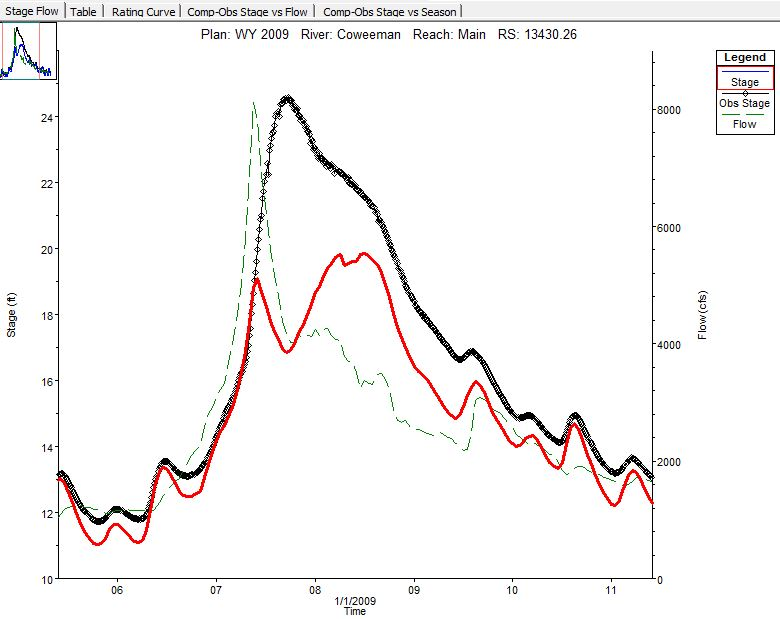 Stage Flow Table Rating Curve Comp-Obs Stage vs Flow Comp-Obs Stage vs Season
Plan: WY 2009 River: Coweeman Reach: Main RS: 13430.26
Legend
Stage
Obs Stage
Flow
24
22
20
18
16
14
12
10
Stage (ft)
8000
6000
4000
2000
0
Flow (cfs)
06 07 08 09 10 11
1/1/2009
Time